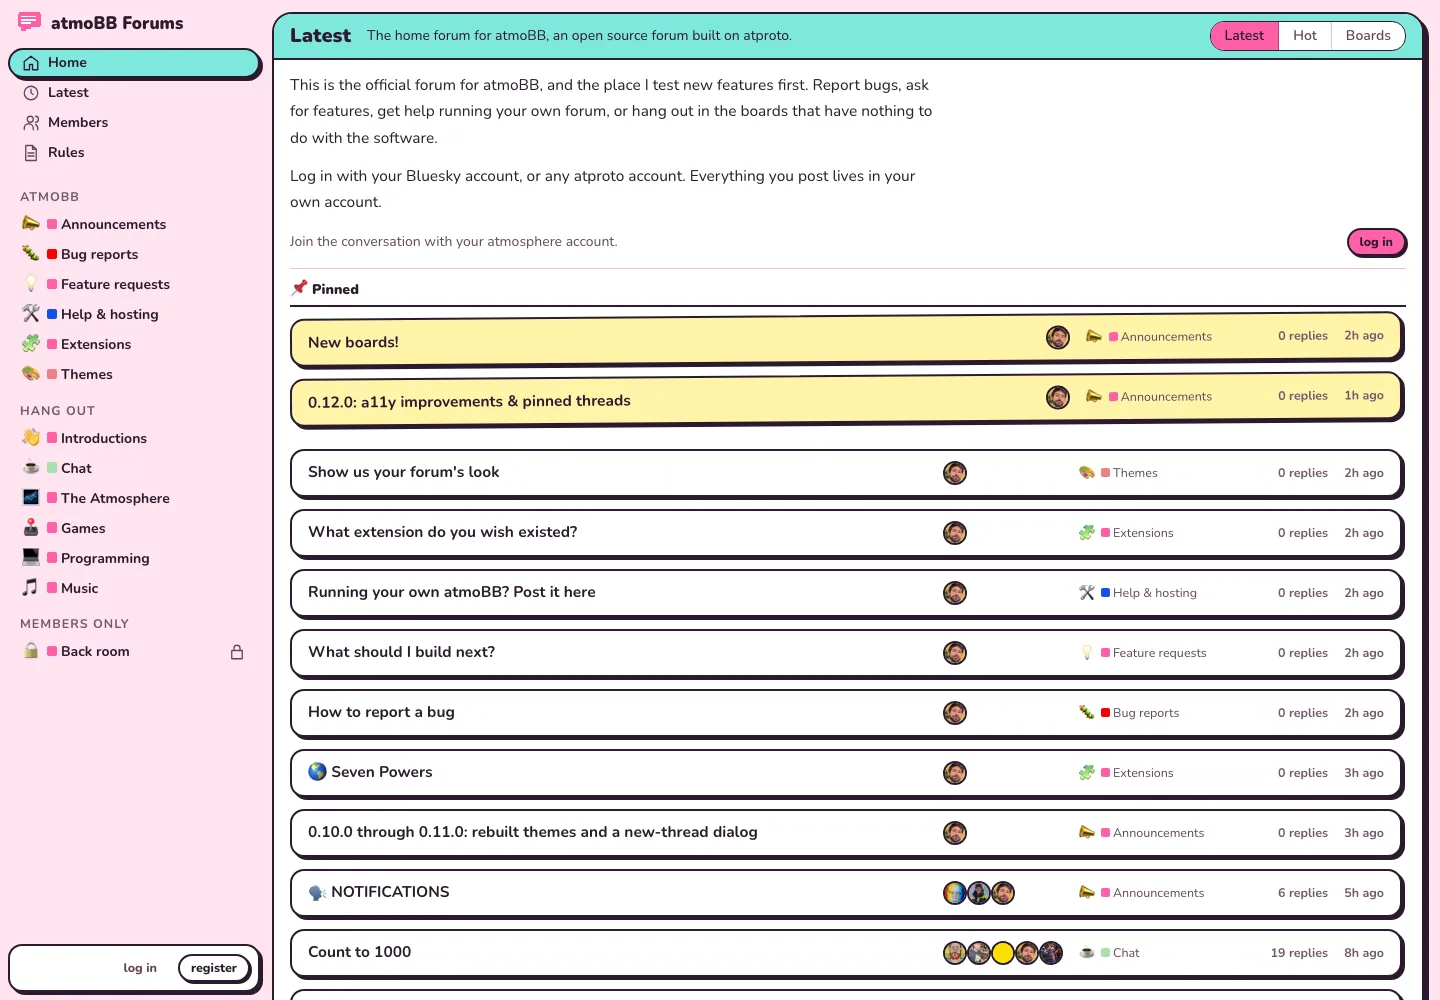 atmoBB Forums
Home
Latest
Members
Rules
ATMOBB
Announcements
Bug reports
Feature requests
Help & hosting
Extensions
Themes
HANG OUT
Introductions
Chat
The Atmosphere
Games
Programming
Music
MEMBERS ONLY
Back room
log in register
Latest The home forum for atmoBB, an open source forum built on atproto. Latest Hot Boards
This is the official forum for atmoBB, and the place I test new features first. Report bugs, ask
for features, get help running your own forum, or hang out in the boards that have nothing to
do with the software.
Log in with your Bluesky account, or any atproto account. Everything you post lives in your
own account.
Join the conversation with your atmosphere account. log in
Pinned
New boards! Announcements 0 replies 2h ago
0.12.0: a11y improvements & pinned threads Announcements 0 replies 1h ago
Show us your forum's look Themes 0 replies 2h ago
What extension do you wish existed? Extensions 0 replies 2h ago
Running your own atmoBB? Post it here Help & hosting 0 replies 2h ago
What should I build next? Feature requests 0 replies 2h ago
How to report a bug Bug reports 0 replies 2h ago
Seven Powers Extensions 0 replies 3h ago
0.10.0 through 0.11.0: rebuilt themes and a new-thread dialog Announcements 0 replies 3h ago
NOTIFICATIONS Announcements 6 replies 5h ago
Count to 1000 Chat 19 replies 8h ago